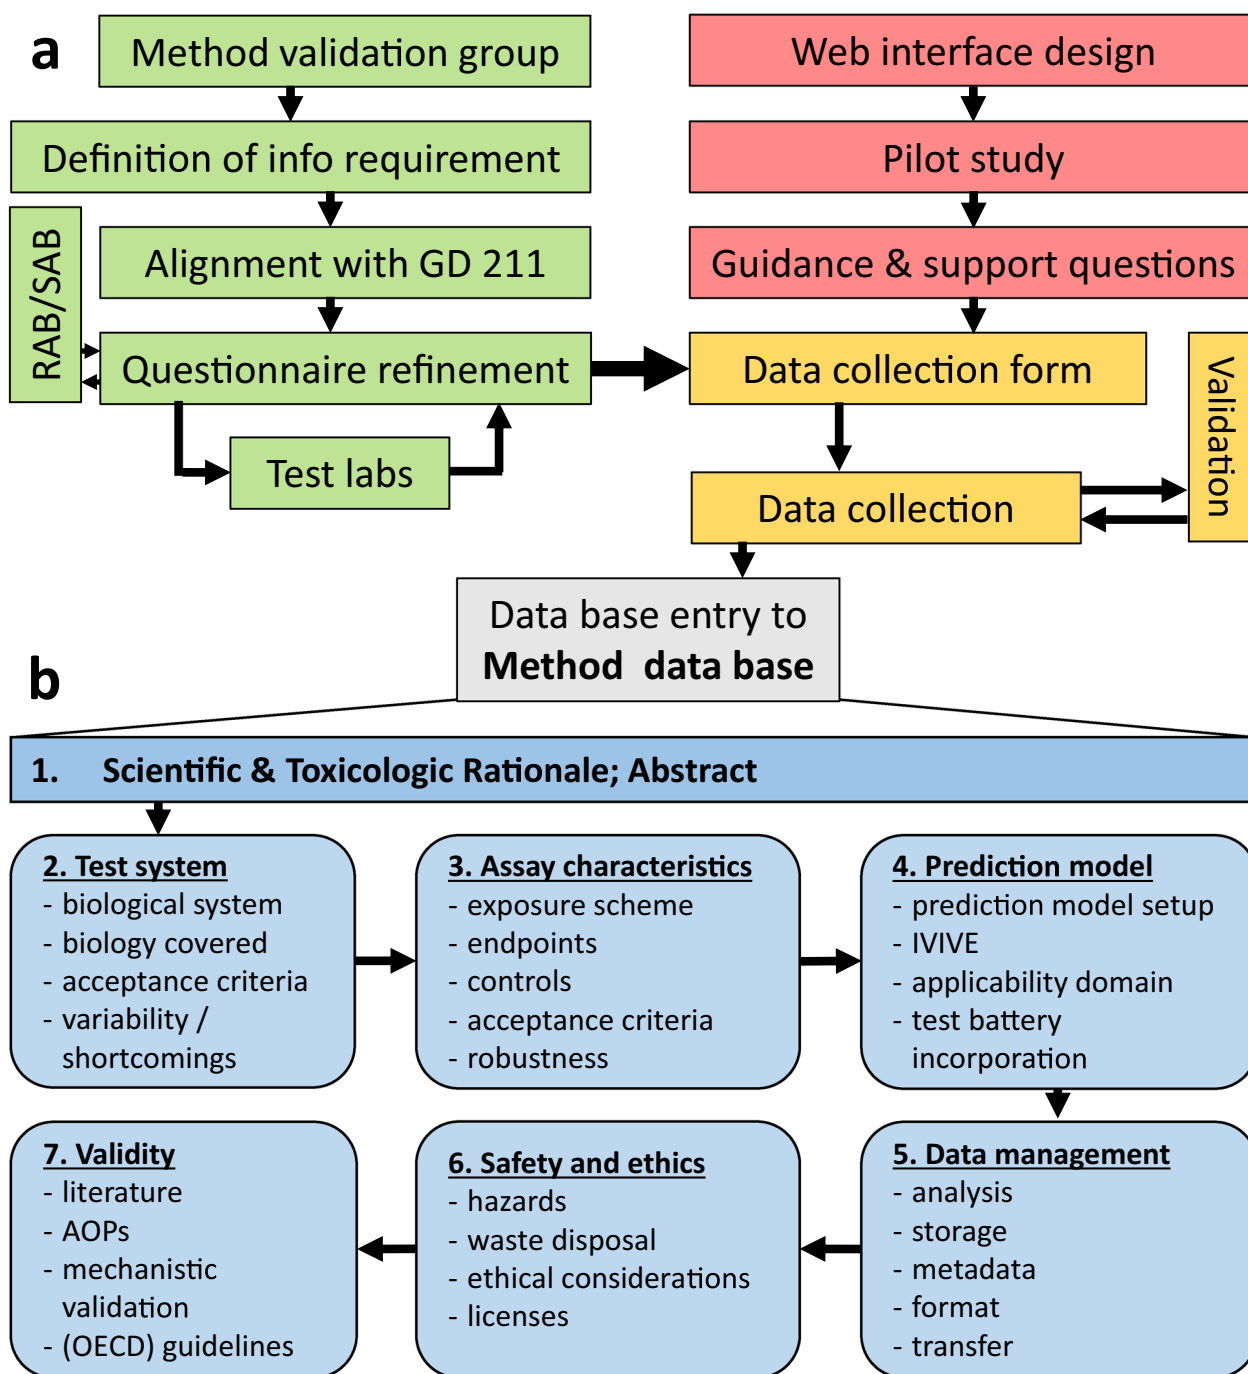 a
Method validation group
Definition of info requirement
Alignment with GD 211
RAB/SAB
Questionnaire refinement
Test labs
Web interface design
Pilot study
Guidance & support questions
Data collection form
Validation
Data collection
Data base entry to
Method data base
b
1. Scientific & Toxicologic Rationale; Abstract
2. Test system
- biological system
- biology covered
- acceptance criteria
- variability /
shortcomings
3. Assay characteristics
- exposure scheme
- endpoints
- controls
- acceptance criteria
- robustness
4. Prediction model
- prediction model setup
- IVIVE
- applicability domain
- test battery
incorporation
5. Data management
- analysis
- storage
- metadata
- format
- transfer
6. Safety and ethics
- hazards
- waste disposal
- ethical considerations
- licenses
7. Validity
- literature
- AOPs
- mechanistic
validation
- (OECD) guidelines